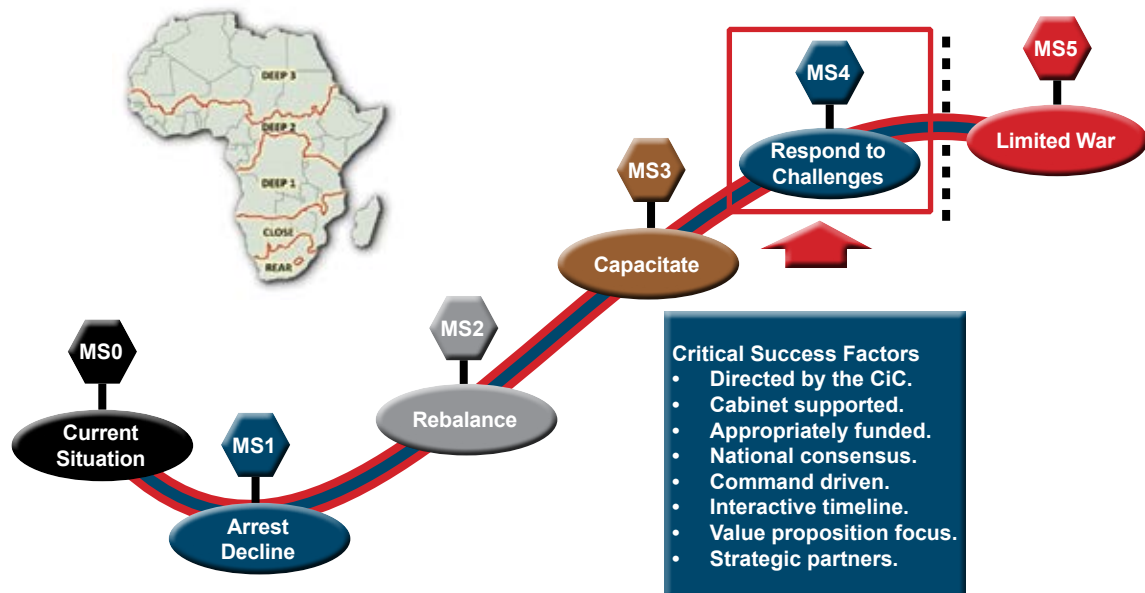 DEEP 3
DEEP 2
DEEP 1
CLOSE
REAR
MS0
Current
Situation
MS1
Arrest
Decline
MS2
Rebalance
MS3
Capacitate
MS4
Respond to
Challenges
MS5
Limited War
Critical Success Factors
• Directed by the CiC.
• Cabinet supported.
• Appropriately funded.
• National consensus.
• Command driven.
• Interactive timeline.
• Value proposition focus.
• Strategic partners.